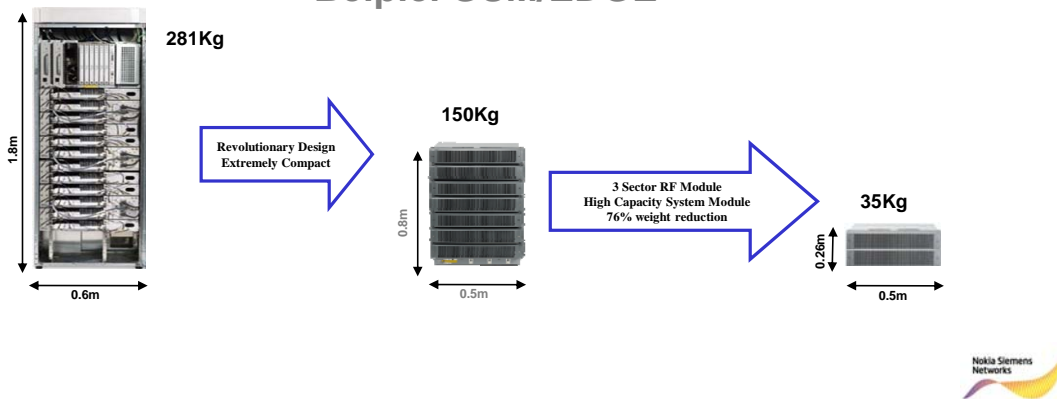 281Kg
1.8m
0.6m
Revolutionary Design
Extremely Compact
150Kg
0.8m
0.5m
3 Sector RF Module
High Capacity System Module
76% weight reduction
35Kg
0.26m
0.5m
Nokia Siemens
Networks